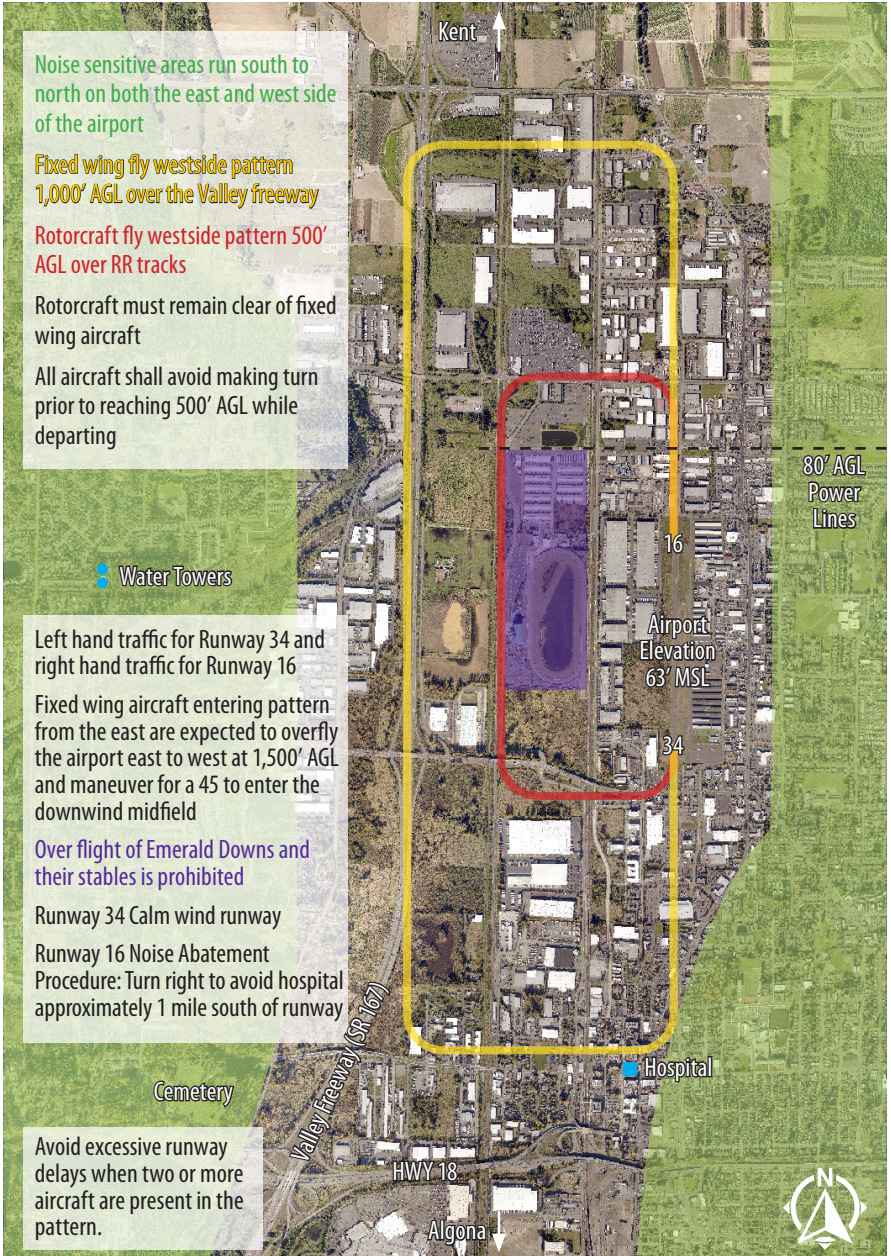 Kent
Noise sensitive areas run south to
north on both the east and west side
of the airport
Fixed wing fly westside pattern
1,000’ AGL over the Valley freeway
Rotorcraft fly westside pattern 500’
AGL over RR tracks
Rotorcraft must remain clear of fixed
wing aircraft
All aircraft shall avoid making turn
prior to reaching 500’ AGL while
departing
80’ AGL
Power
Lines
16
Water Towers
Airport
Elevation
63’ MSL
34
Left hand traffic for Runway 34 and
right hand traffic for Runway 16
Fixed wing aircraft entering pattern
from the east are expected to overfly
the airport east to west at 1,500’ AGL
and maneuver for a 45 to enter the
downwind midfield
Over flight of Emerald Downs and
their stables is prohibited
Runway 34 Calm wind runway
Runway 16 Noise Abatement
Procedure: Turn right to avoid hospital
approximately 1 mile south of runway
Valley Freeway (SR 167)
Hospital
Cemetery
Avoid excessive runway
delays when two or more
aircraft are present in the
pattern.
HWY 18
Algona
N